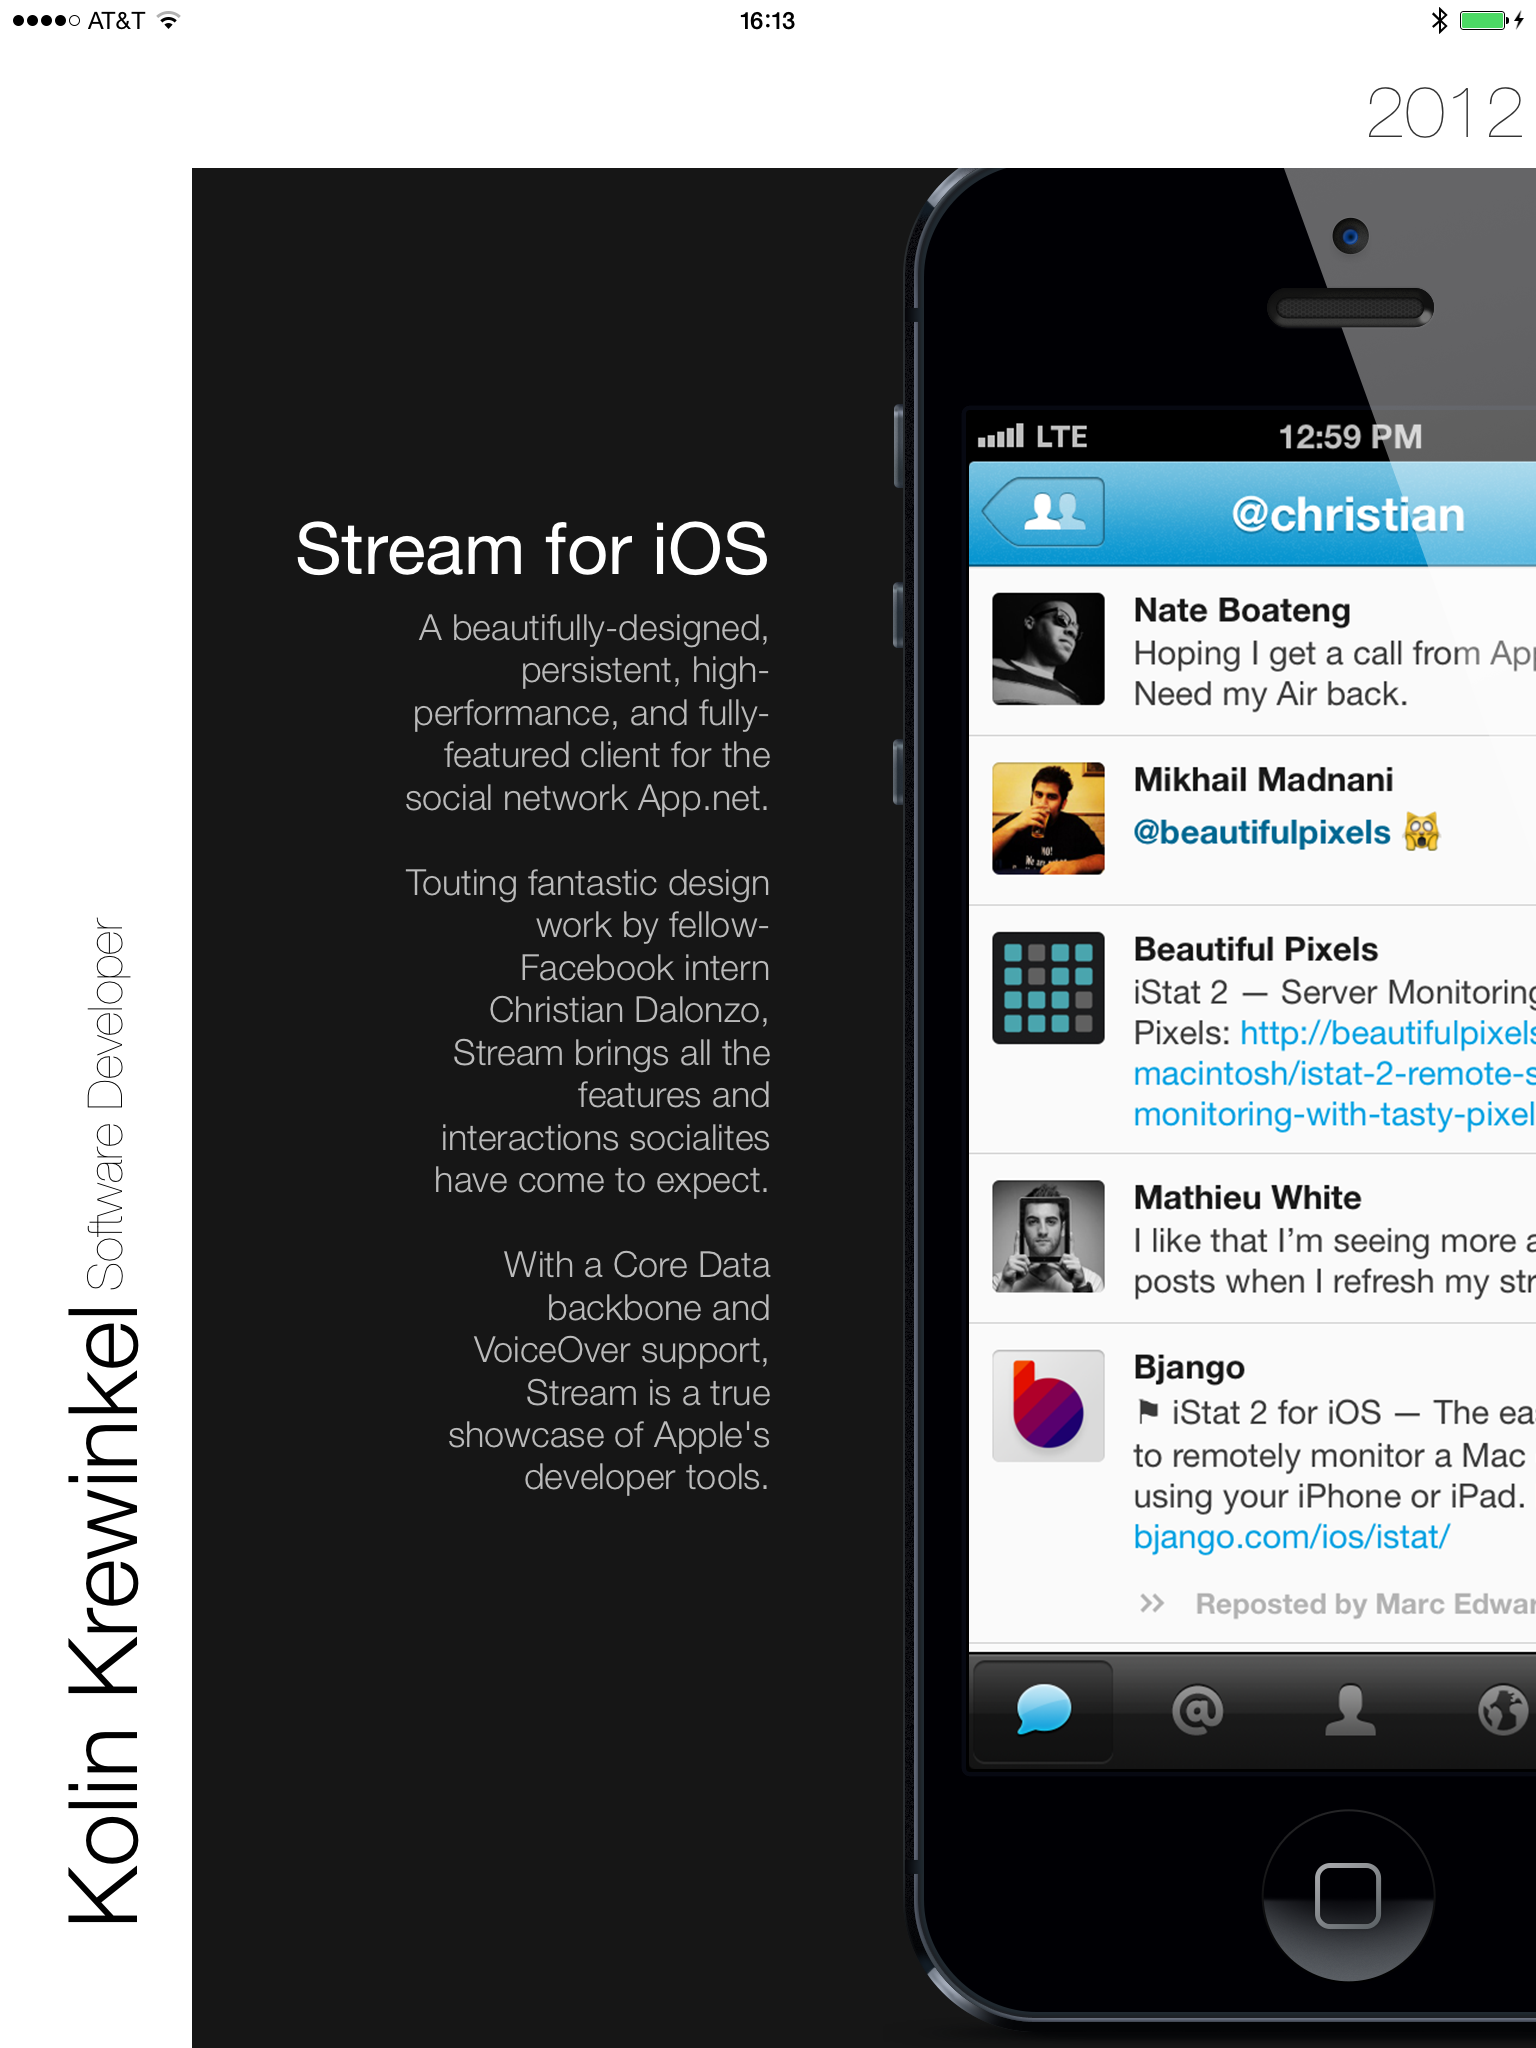 AT&T
16:13
2012
Kolin Krewinkel Software Developer
Stream for iOS
A beautifully-designed,
persistent, high-
performance, and fully-
featured client for the
social network App.net.
Touting fantastic design
work by fellow-
Facebook intern
Christian Dalonzo,
Stream brings all the
features and
interactions socialites
have come to expect.
With a Core Data
backbone and
VoiceOver support,
Stream is a true
showcase of Apple's
developer tools.
LTE
12:59 PM
@christian
Nate Boateng
Hoping I get a call from App
Need my Air back.
Mikhail Madnani
@beautifulpixels 🙀
Beautiful Pixels
iStat 2 — Server Monitoring
Pixels: http://beautifulpixels
macintosh/istat-2-remote-s
monitoring-with-tasty-pixel
Mathieu White
I like that I’m seeing more a
posts when I refresh my str
Bjango
⚑ iStat 2 for iOS — The eas
to remotely monitor a Mac
using your iPhone or iPad.
bjango.com/ios/istat/
Reposted by Marc Edwar